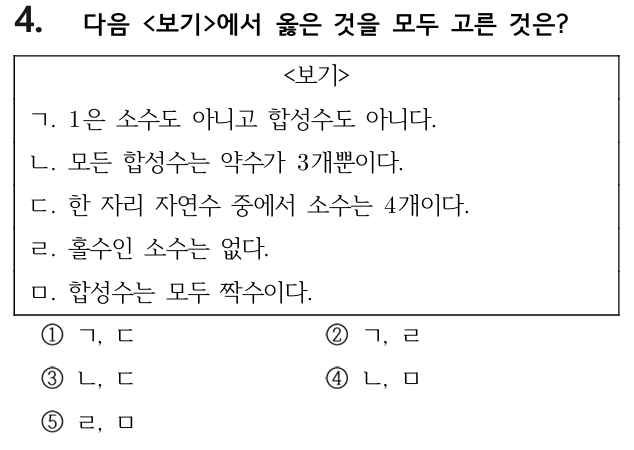 4. 다음 <보기>에서 옳은 것을 모두 고른 것은?
<보기>
ㄱ. 1은 소수도 아니고 합성수도 아니다.
ㄴ. 모든 합성수는 약수가 3개뿐이다.
ㄷ. 한 자리 자연수 중에서 소수는 4개이다.
ㄹ. 홀수인 소수는 없다.
ㅁ. 합성수는 모두 짝수이다.
① ㄱ, ㄷ ② ㄱ, ㄹ
③ ㄴ, ㄷ ④ ㄴ, ㅁ
⑤ ㄹ, ㅁ